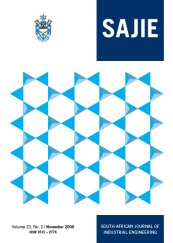 SAJIE
Volume 20, No. 2 | November 2009
ISSN 1012 - 277X
SOUTH AFRICAN JOURNAL OF
INDUSTRIAL ENGINEERING